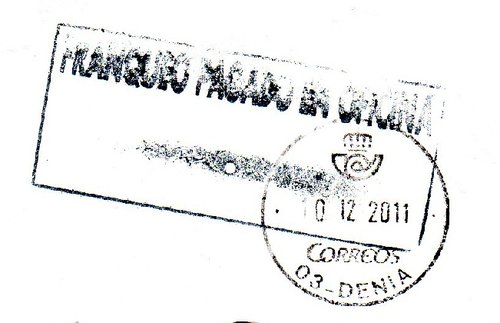 FRANQUEO PAGADO EN OFICINA
10 12 2011
CORREOS
03-DENIA